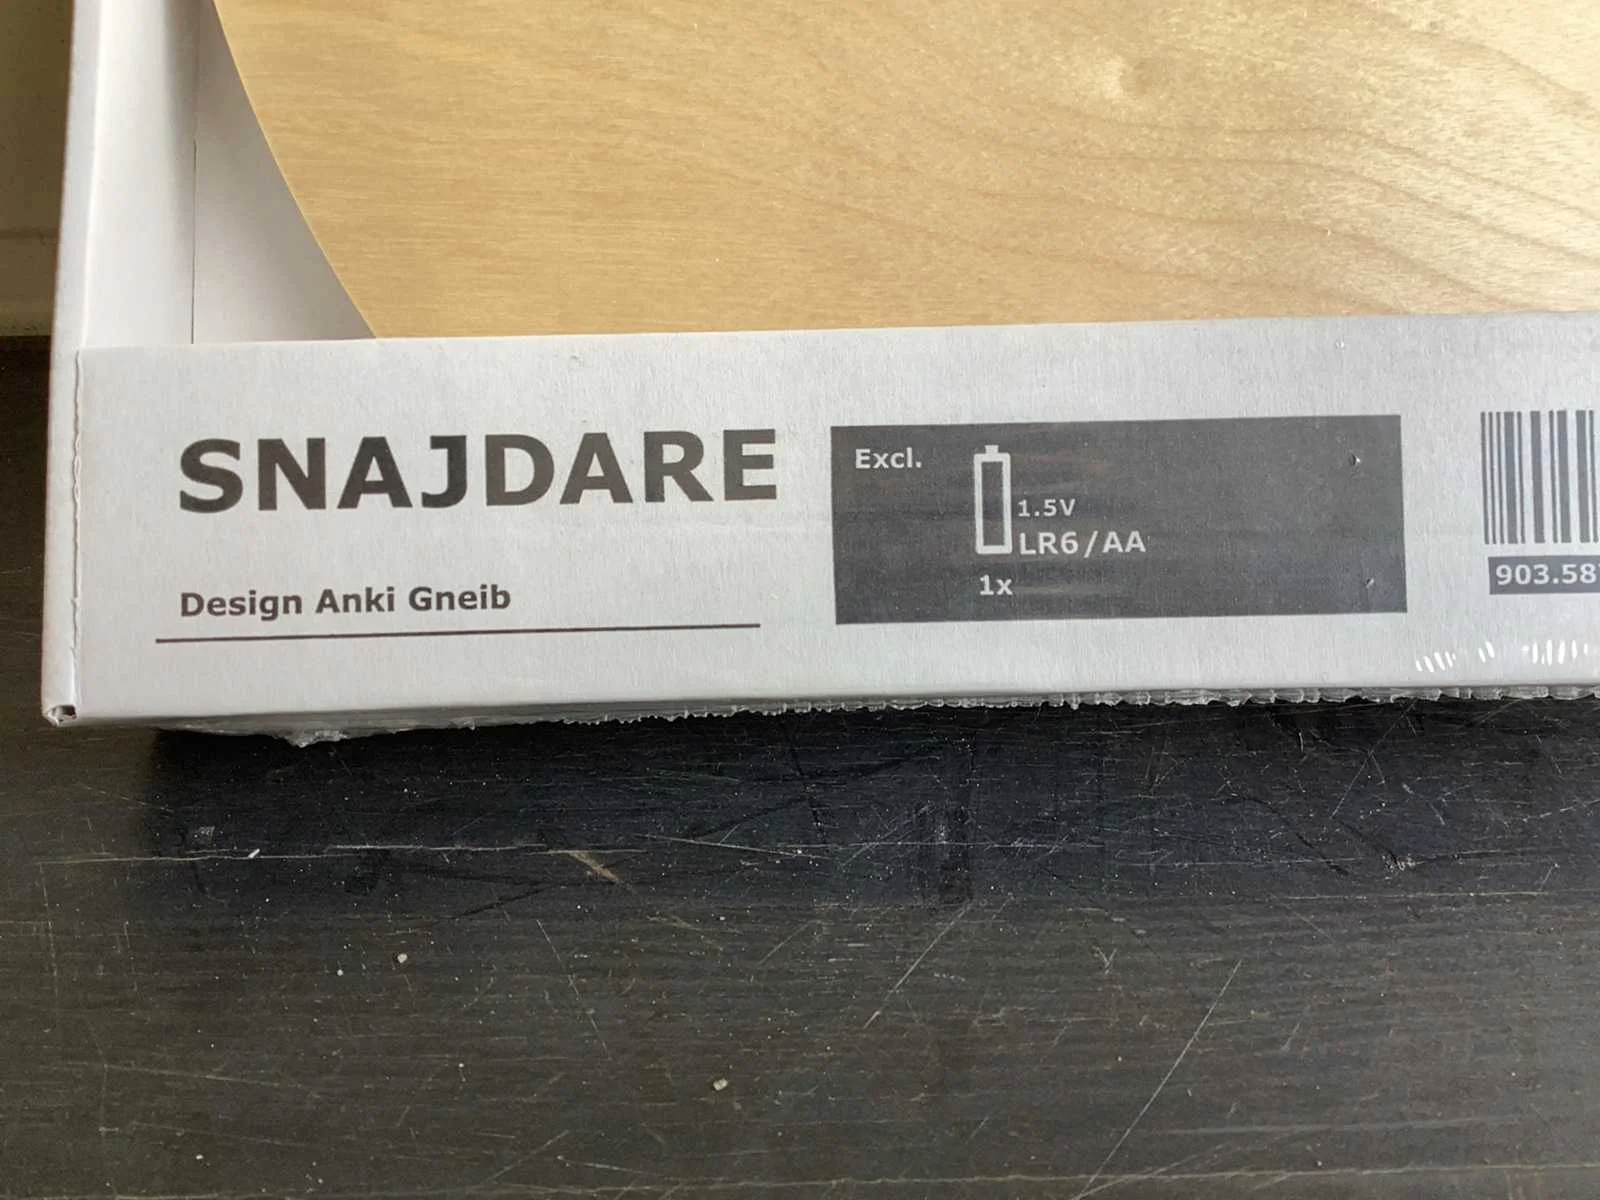 SNAJDARE
Design Anki Gneib
Excl.
1.5V
LR6/AA
1x